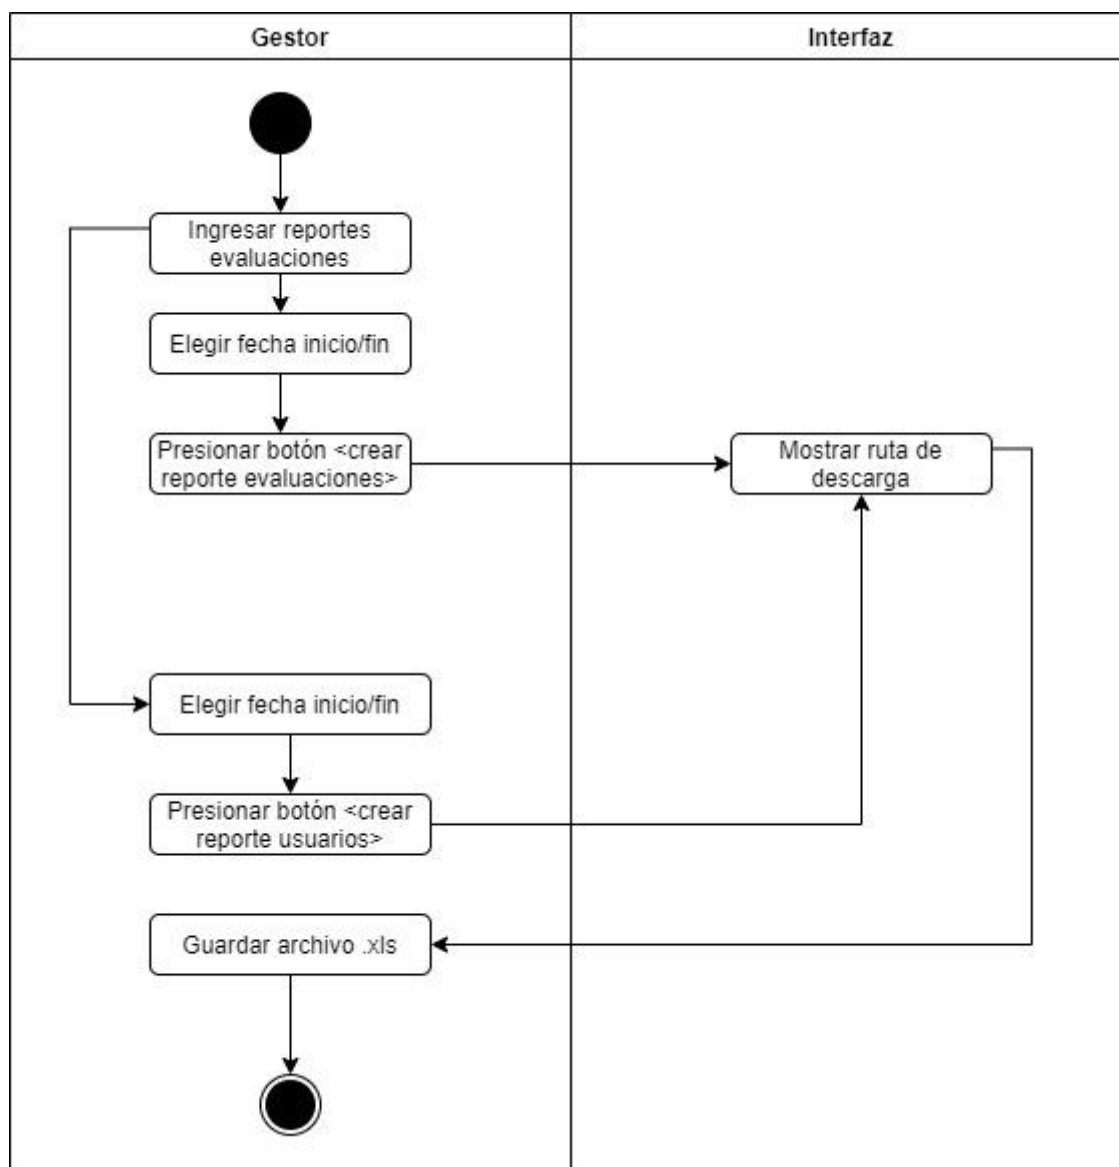 Gestor
Interfaz
Ingresar reportes
evaluaciones
Elegir fecha inicio/fin
Presionar botón <crear
reporte evaluaciones>
Mostrar ruta de
descarga
Elegir fecha inicio/fin
Presionar botón <crear
reporte usuarios>
Guardar archivo .xls